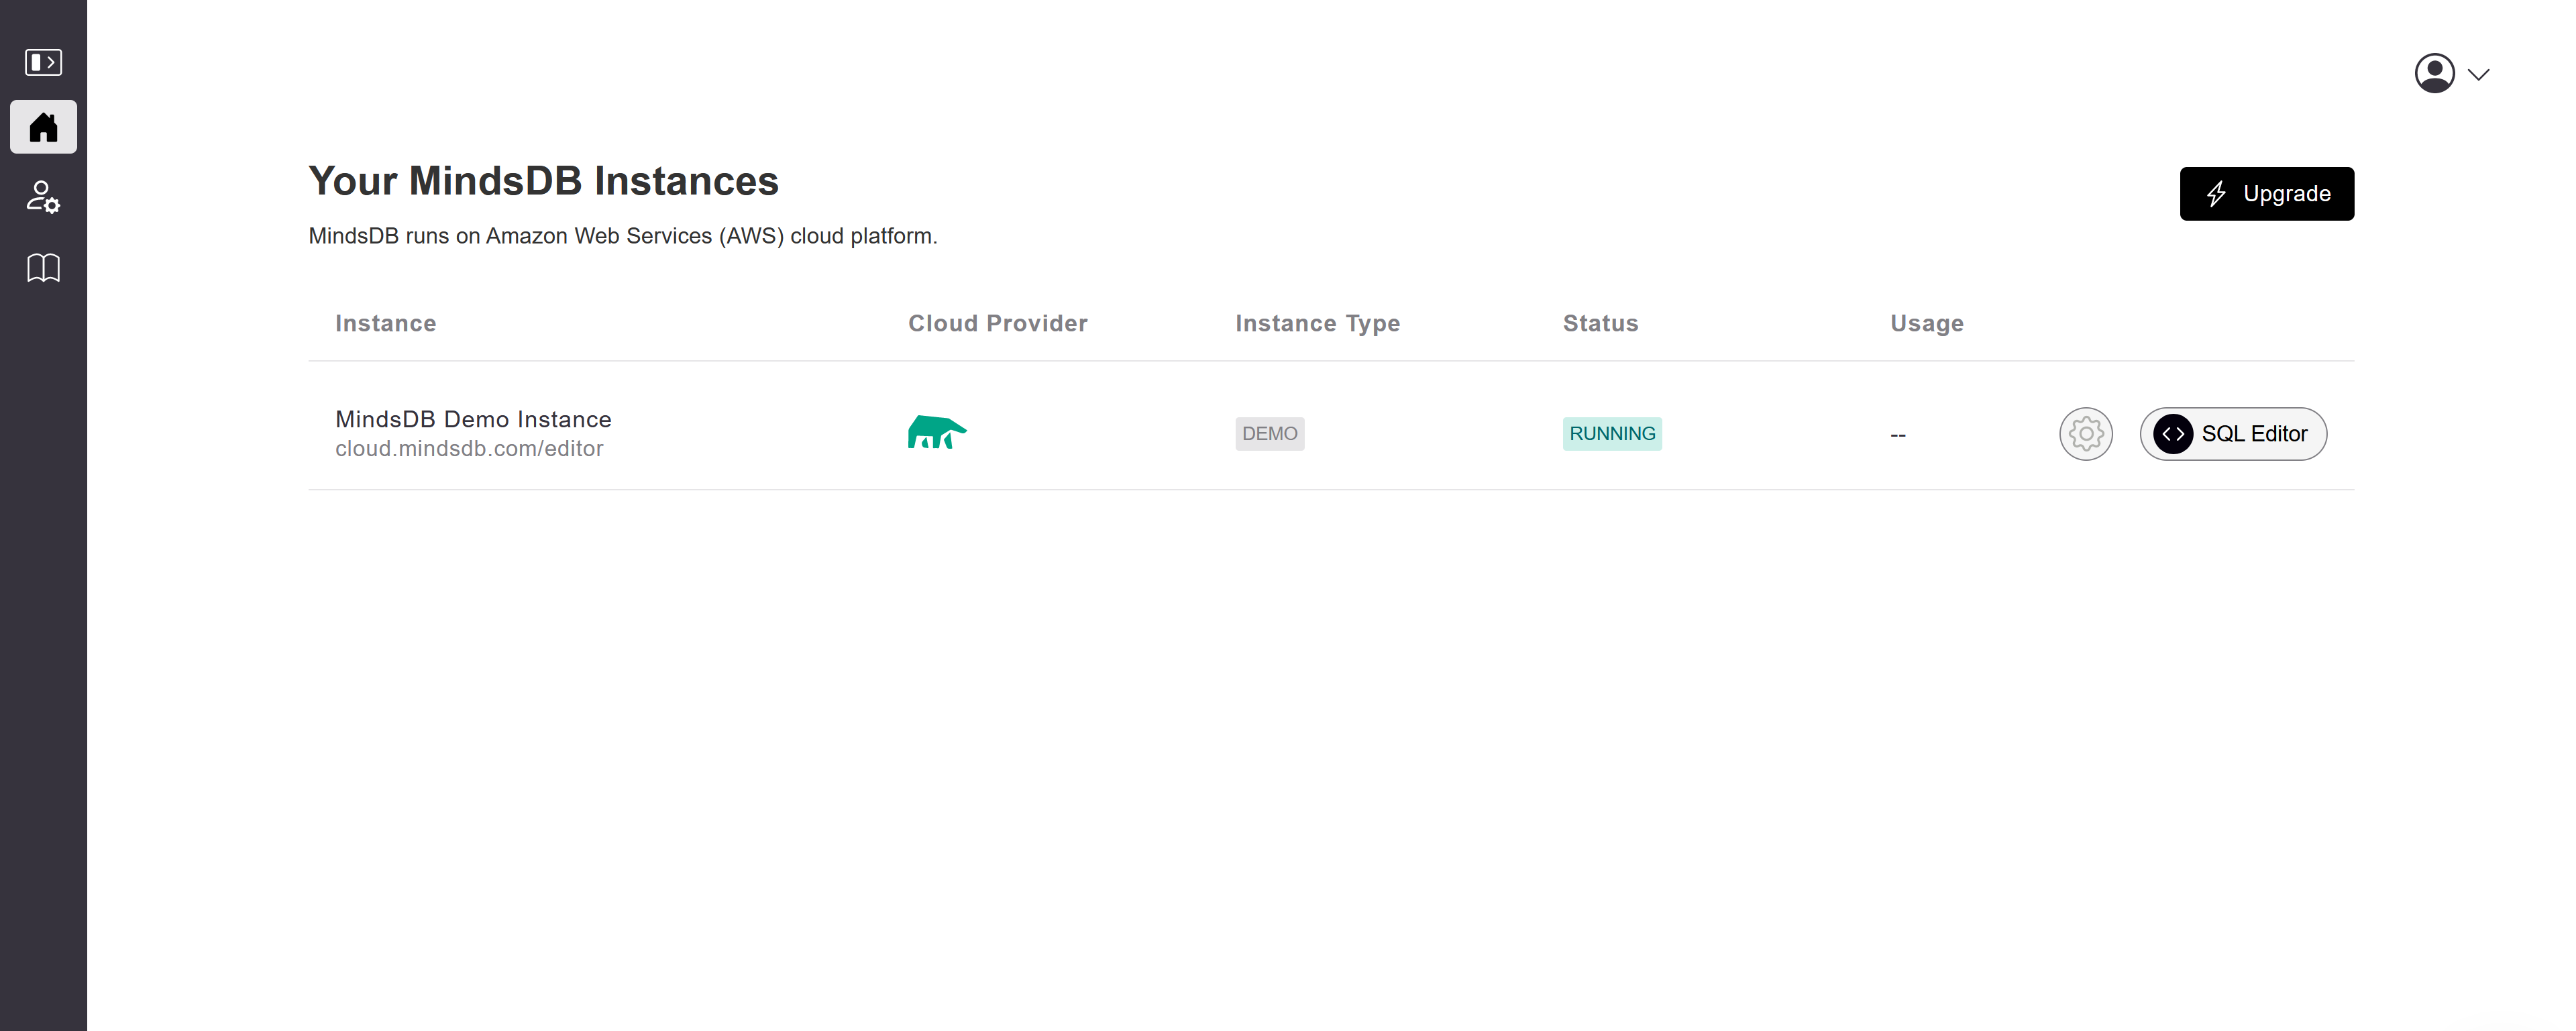 Your MindsDB Instances
Upgrade
MindsDB runs on Amazon Web Services (AWS) cloud platform.
Instance Cloud Provider Instance Type Status Usage
MindsDB Demo Instance
cloud.mindsdb.com/editor
DEMO RUNNING -- SQL Editor